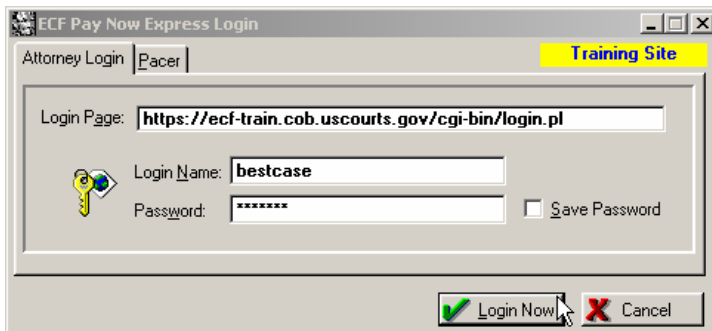 ECF Pay Now Express Login
Attorney Login Pacer Training Site
Login Page: https://ecf-train.cob.uscourts.gov/cgi-bin/login.pl
Login Name: bestcase
Password: ******* Save Password
Login Now Cancel